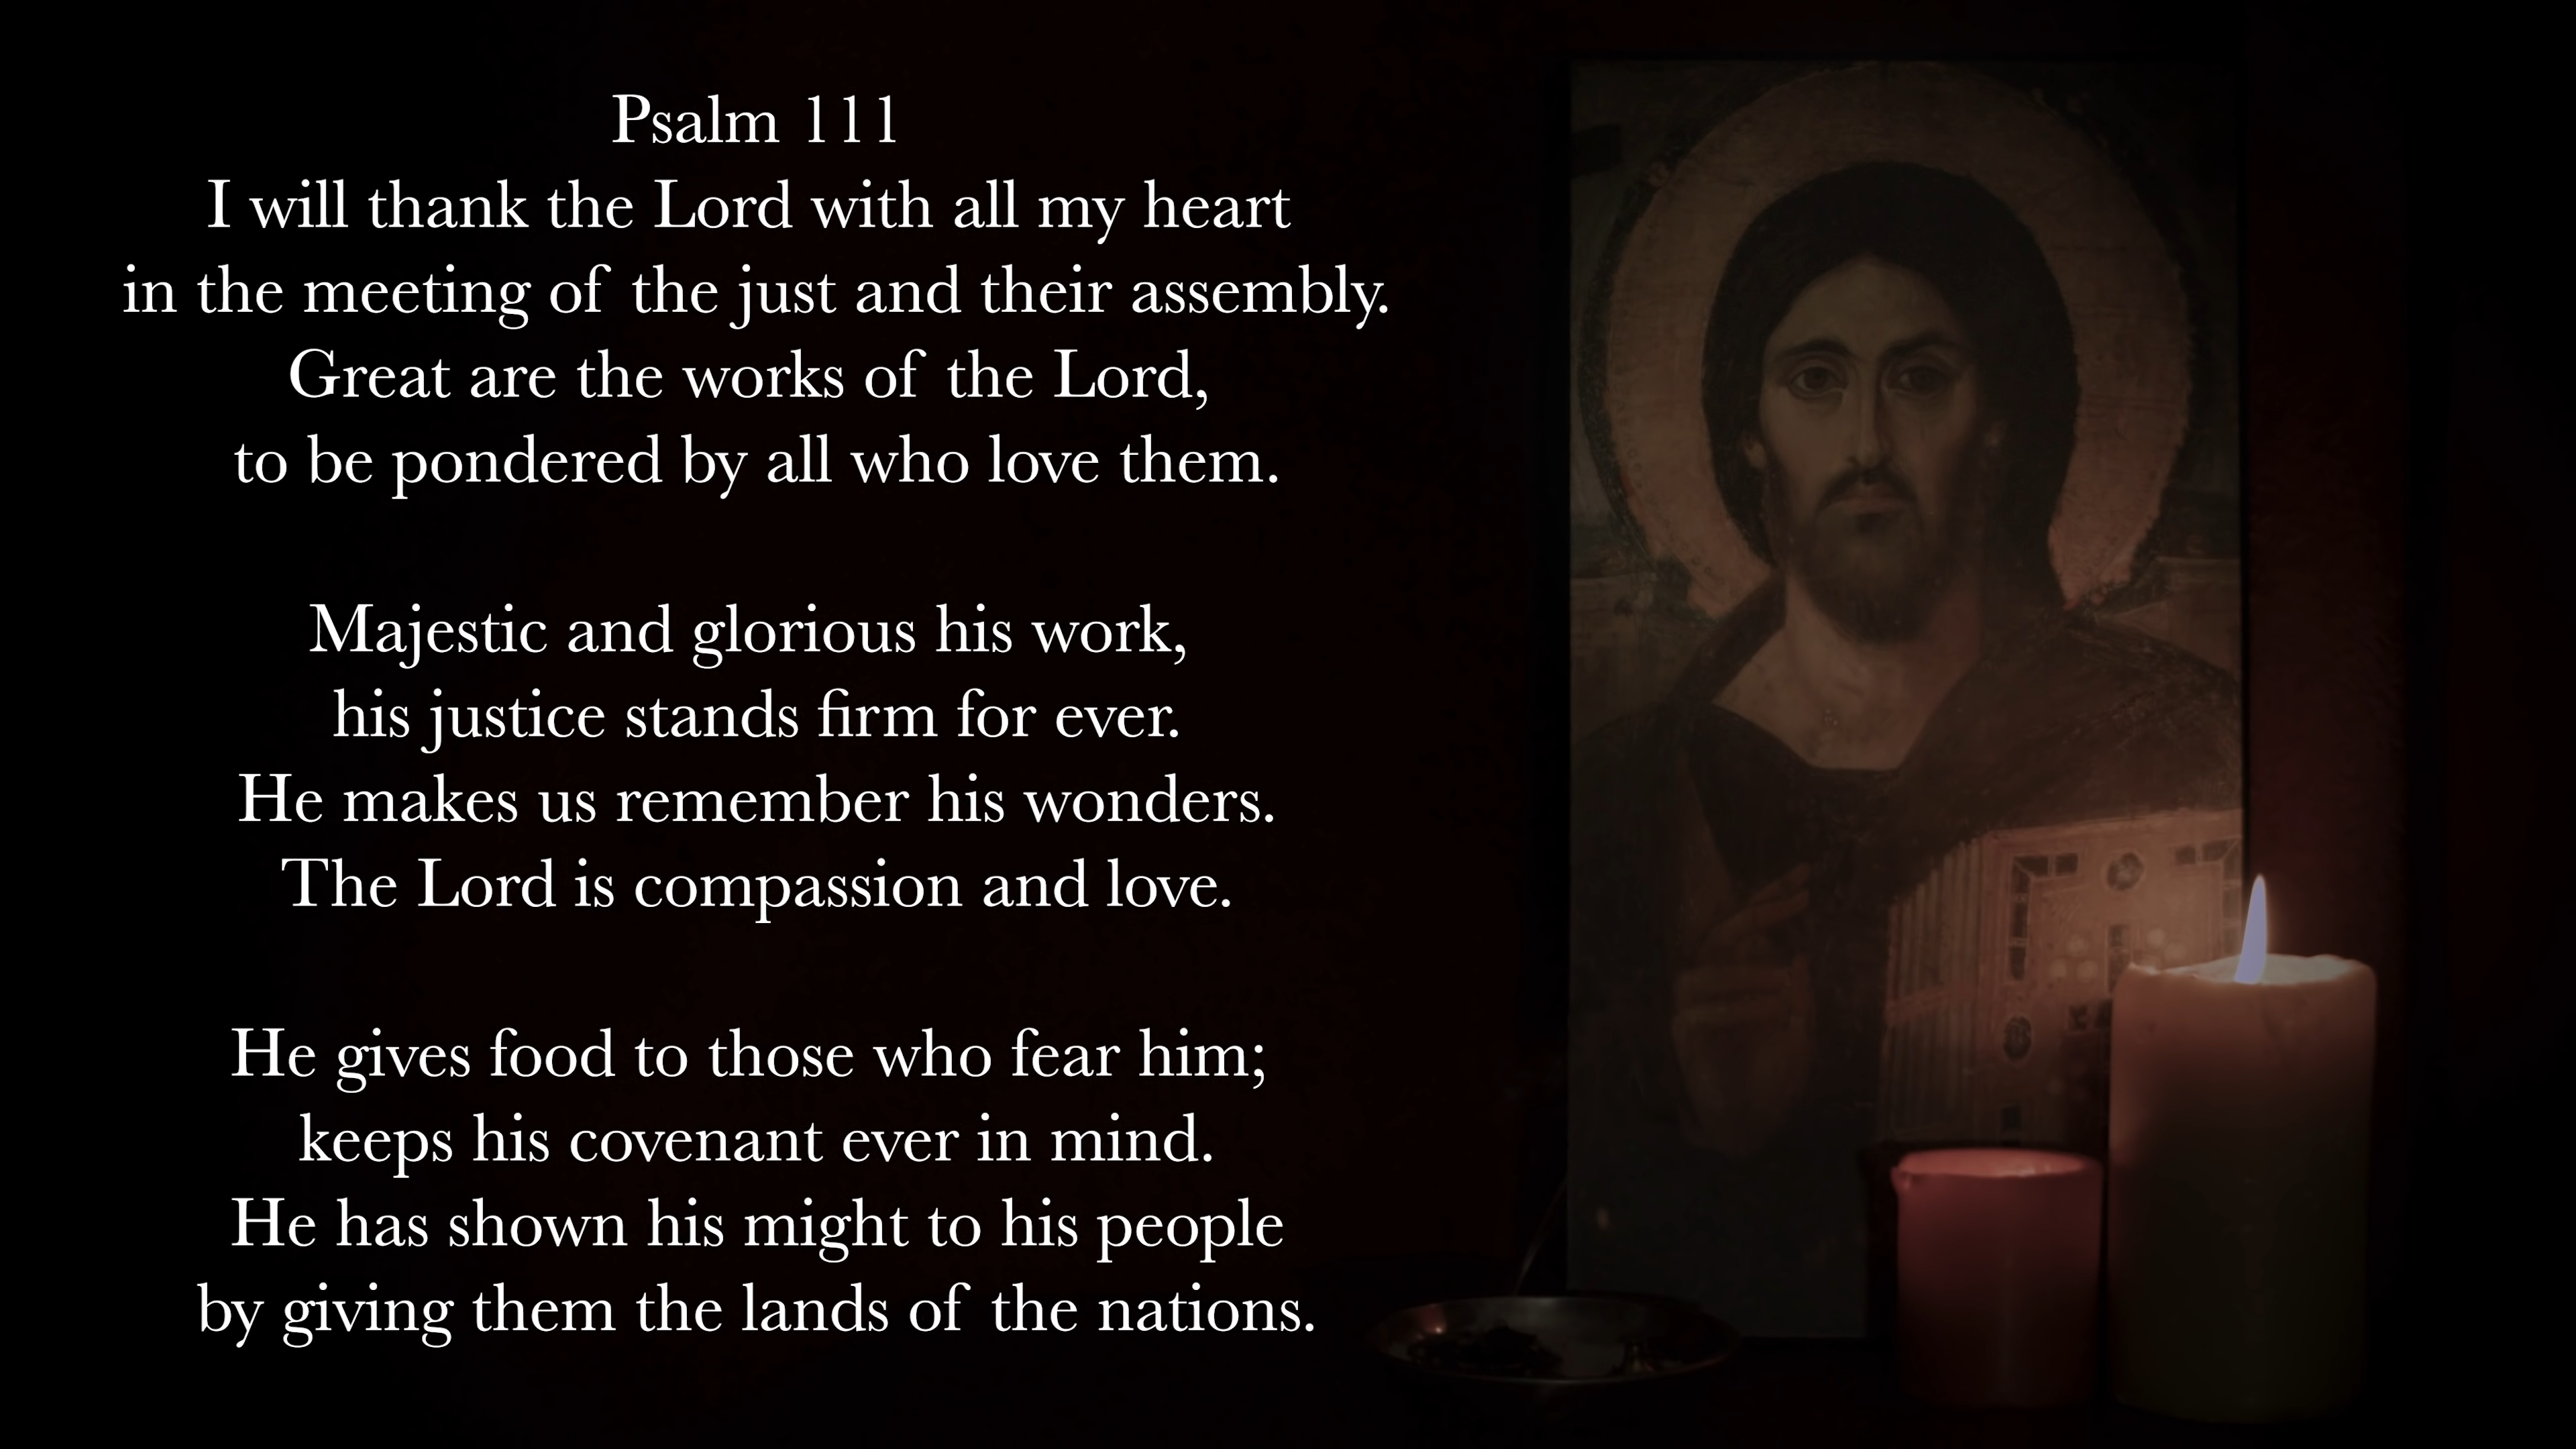 Psalm 111
I will thank the Lord with all my heart
in the meeting of the just and their assembly.
Great are the works of the Lord,
to be pondered by all who love them.
Majestic and glorious his work,
his justice stands firm for ever.
He makes us remember his wonders.
The Lord is compassion and love.
He gives food to those who fear him;
keeps his covenant ever in mind.
He has shown his might to his people
by giving them the lands of the nations.